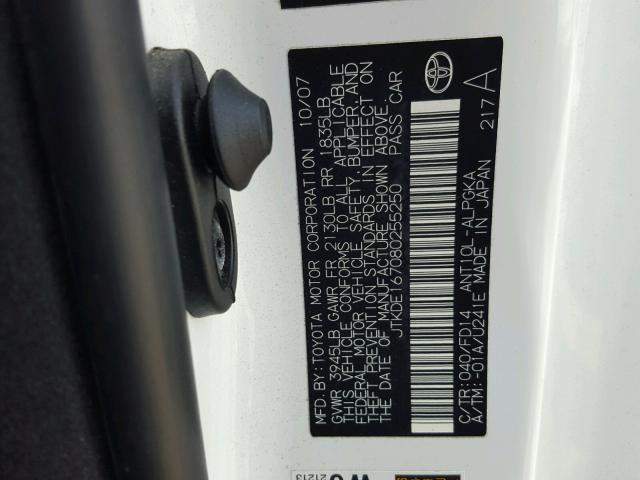 MFD BY:TOYOTA MOTOR CORPORATION 10/07
GVWR 3945LB GAWR FR 2130LB RR 1835LB
THIS VEHICLE CONFORMS TO ALL APPLICABLE
FEDERAL MOTOR VEHICLE SAFETY, BUMPER, AND
THEFT PREVENTION STANDARDS IN EFFECT ON
THE DATE OF MANUFACTURE SHOWN ABOVE.
JTKDE167080255250 PASS CAR
C/TR:040/FD14 ANT10L-ALPGKA
A/TM:-01A/U241E MADE IN JAPAN 217A
21213